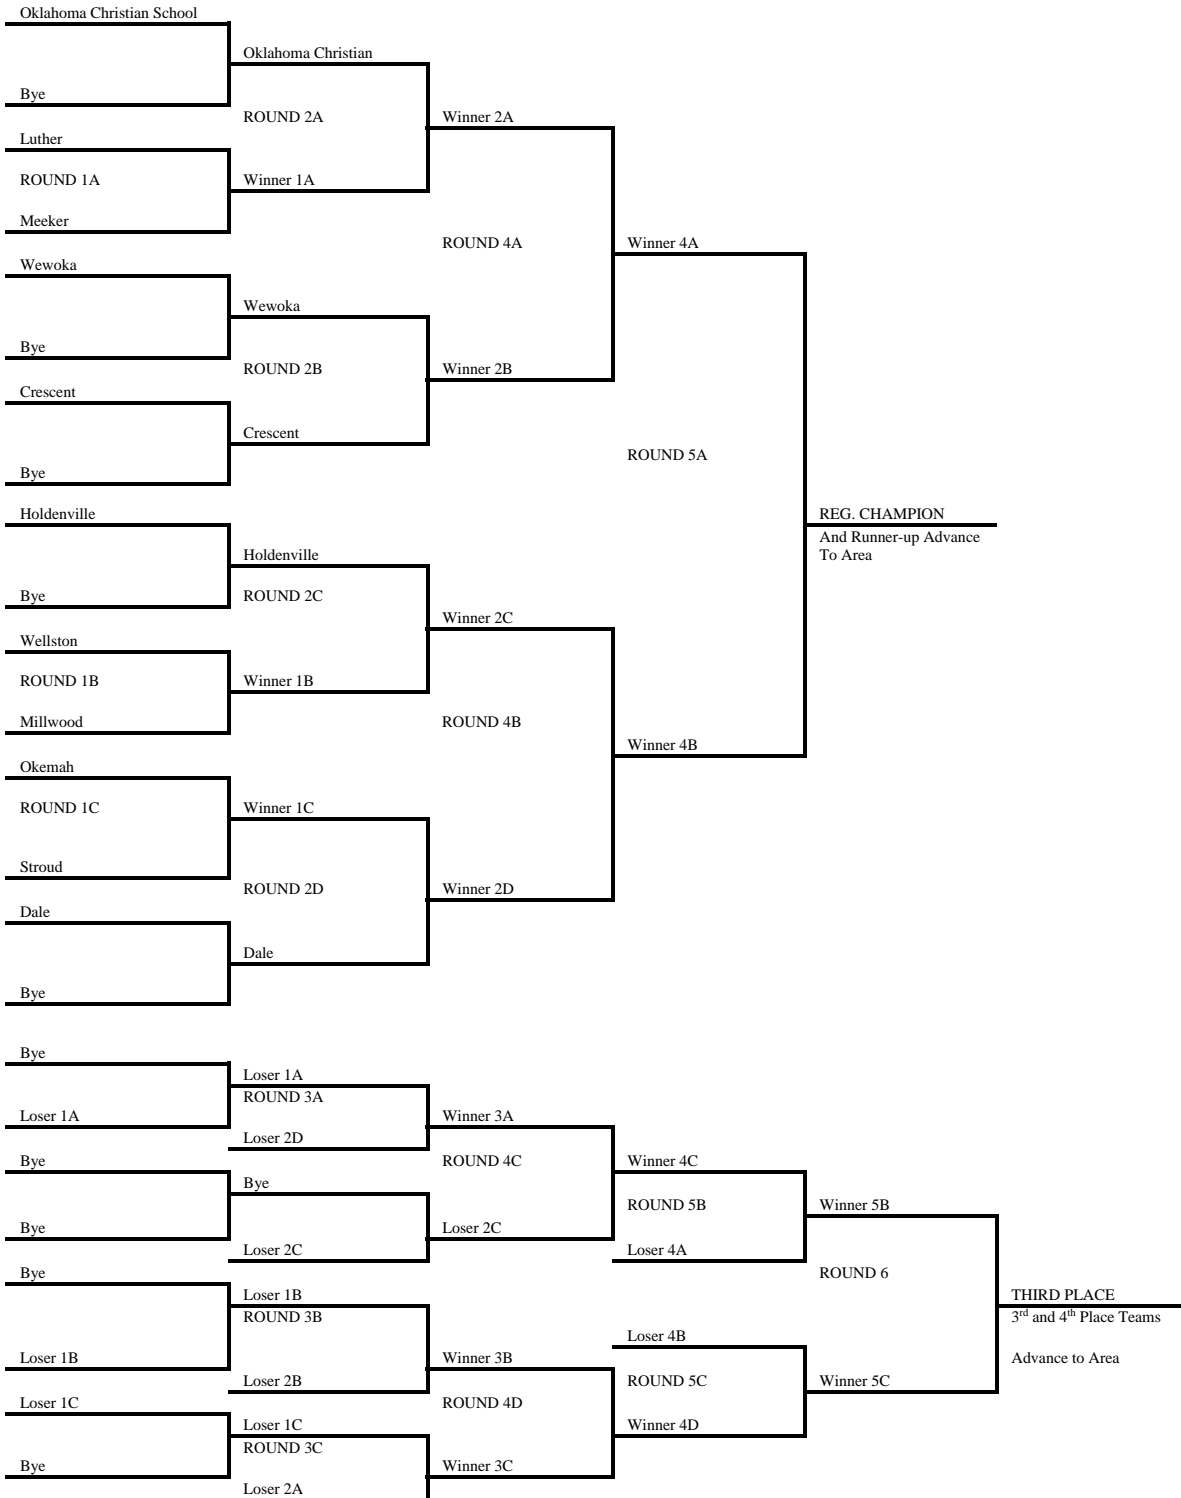 Oklahoma Christian School
Oklahoma Christian
Bye
ROUND 2A
Winner 2A
Luther
ROUND 1A
Winner 1A
Meeker
ROUND 4A
Winner 4A
Wewoka
Wewoka
Bye
ROUND 2B
Winner 2B
Crescent
Crescent
ROUND 5A
Bye
Holdenville
REG. CHAMPION
And Runner-up Advance
To Area
Holdenville
Bye
ROUND 2C
Winner 2C
Wellston
ROUND 1B
Winner 1B
Millwood
ROUND 4B
Winner 4B
Okemah
ROUND 1C
Winner 1C
Stroud
ROUND 2D
Winner 2D
Dale
Dale
Bye
Bye
Loser 1A
ROUND 3A
Loser 1A
Winner 3A
Loser 2D
Bye
ROUND 4C
Winner 4C
Bye
ROUND 5B
Winner 5B
Bye
Loser 2C
Loser 2C
Loser 4A
Bye
ROUND 6
Loser 1B
THIRD PLACE
ROUND 3B
3rd and 4th Place Teams
Loser 4B
Loser 1B
Winner 3B
Advance to Area
Loser 2B
ROUND 5C
Winner 5C
Loser 1C
ROUND 4D
Loser 1C
Winner 4D
ROUND 3C
Bye
Winner 3C
Loser 2A